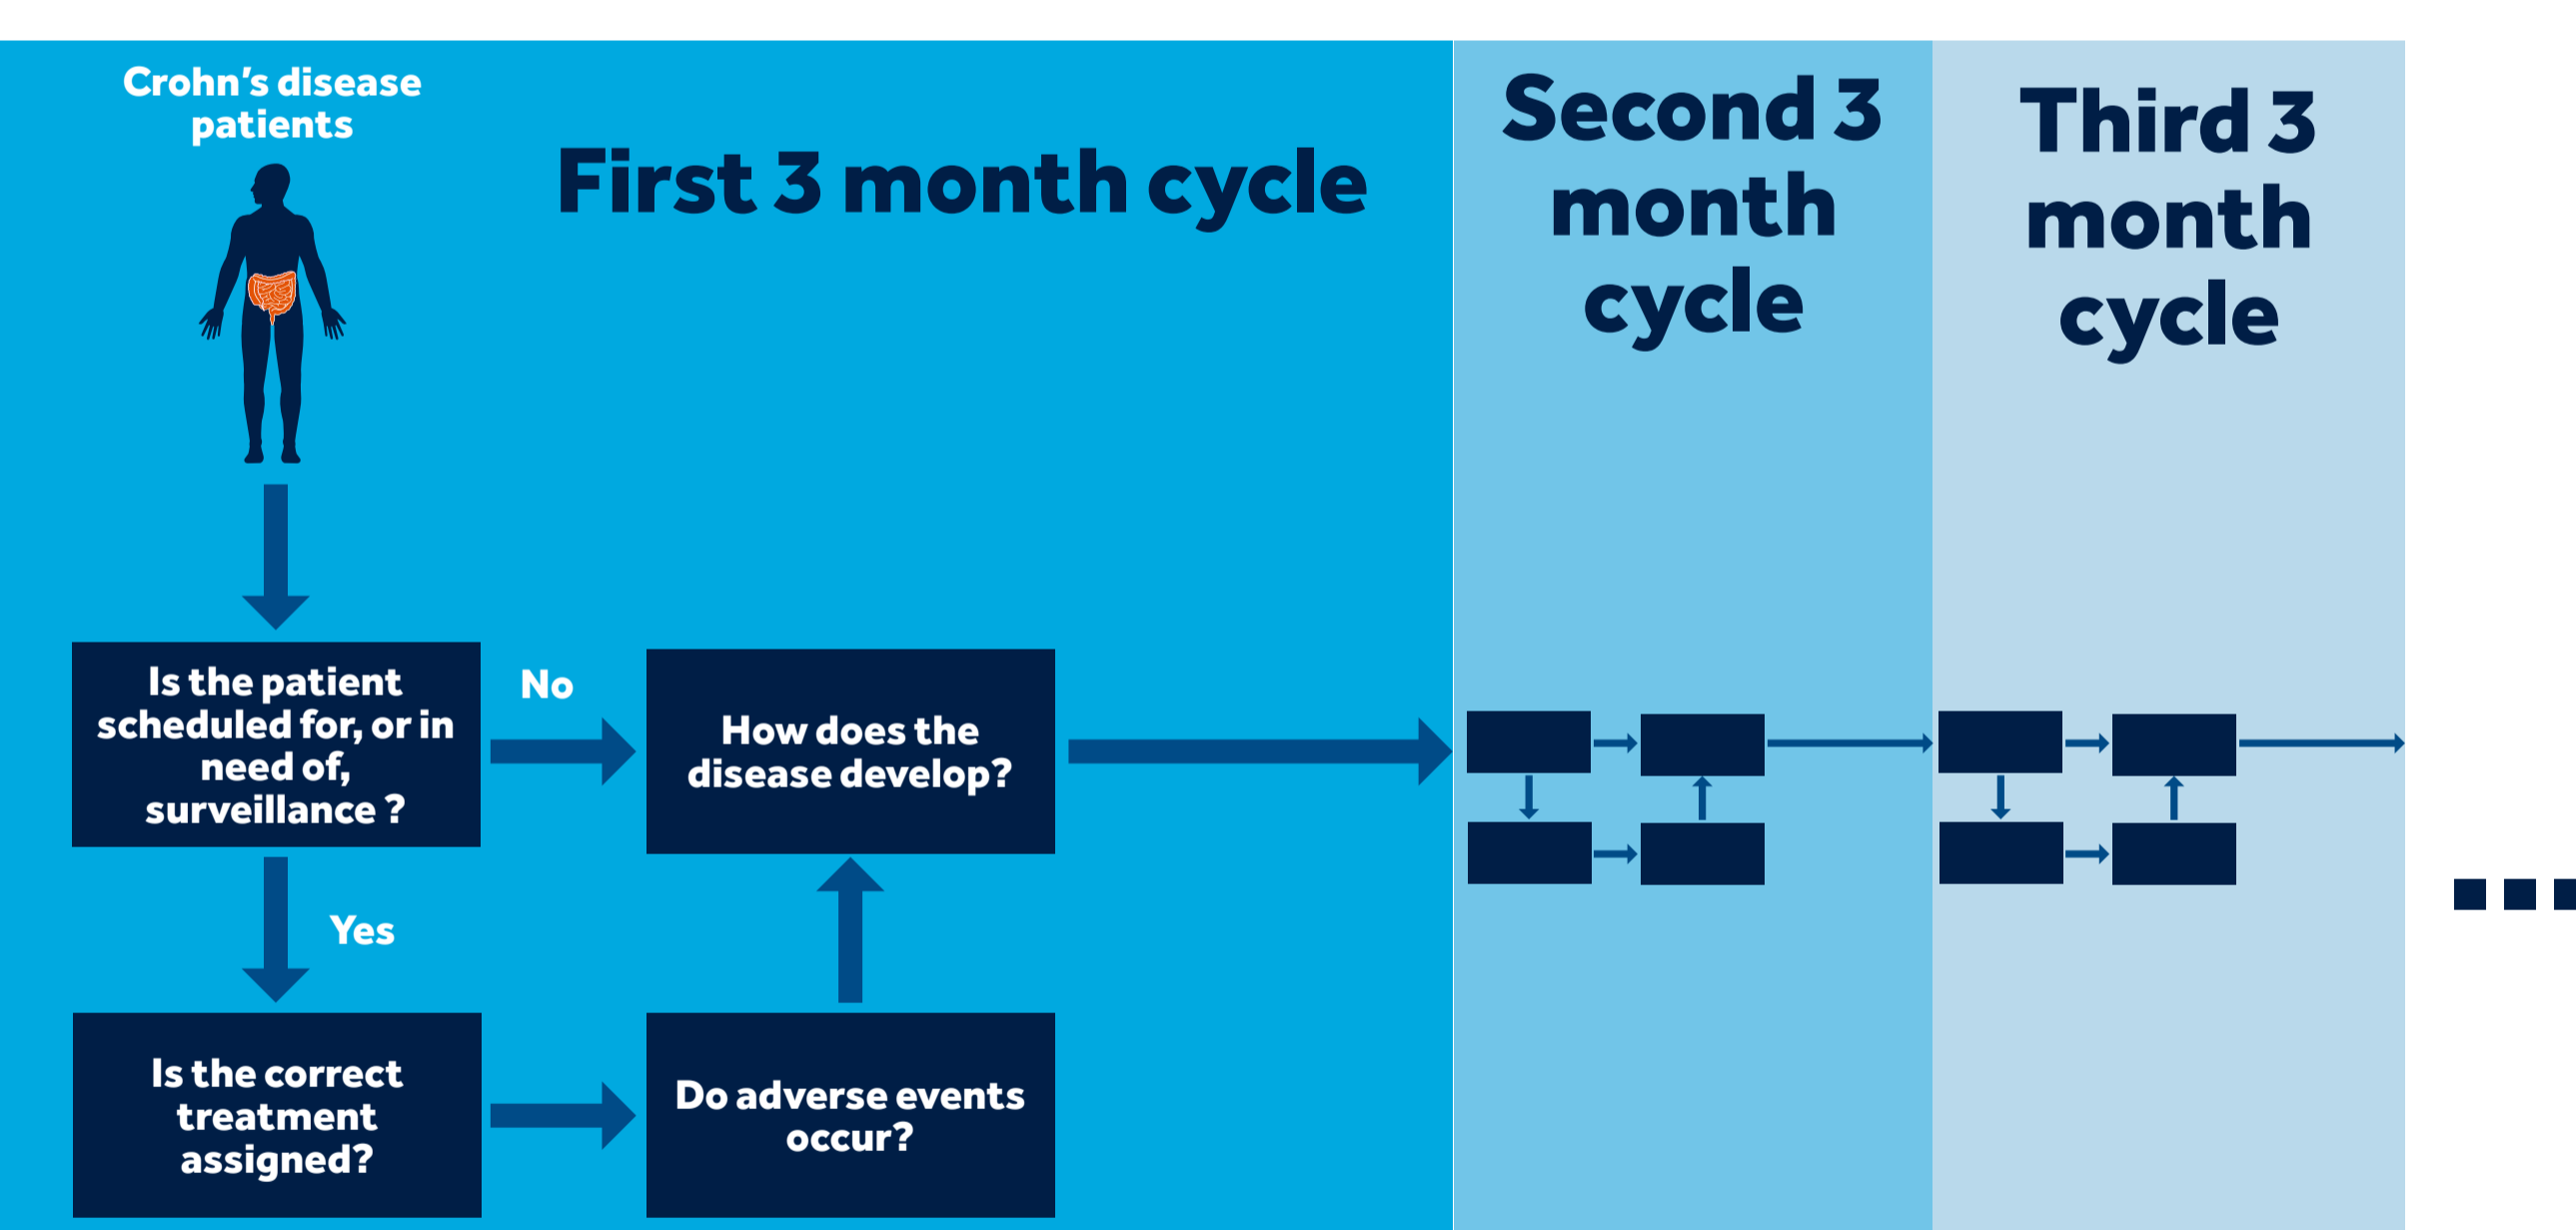 Crohn's disease
patients
First 3 month cycle
Second 3
month
cycle
Third 3
month
cycle
Is the patient
scheduled for, or in
need of,
surveillance ?
No
How does the
disease develop?
Yes
Is the correct
treatment
assigned?
Do adverse events
occur?